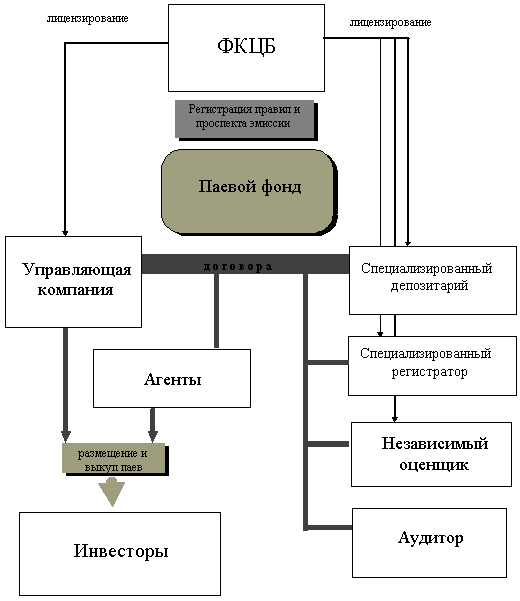 лицензирование
лицензирование
ФКЦБ
Регистрация правил и
проспекта эмиссии
Паевой фонд
Управляющая
компания
договора
Специализированный
депозитарий
Агенты
Специализированный
регистратор
размещение и
выкуп паев
Независимый
оценщик
Инвесторы
Аудитор